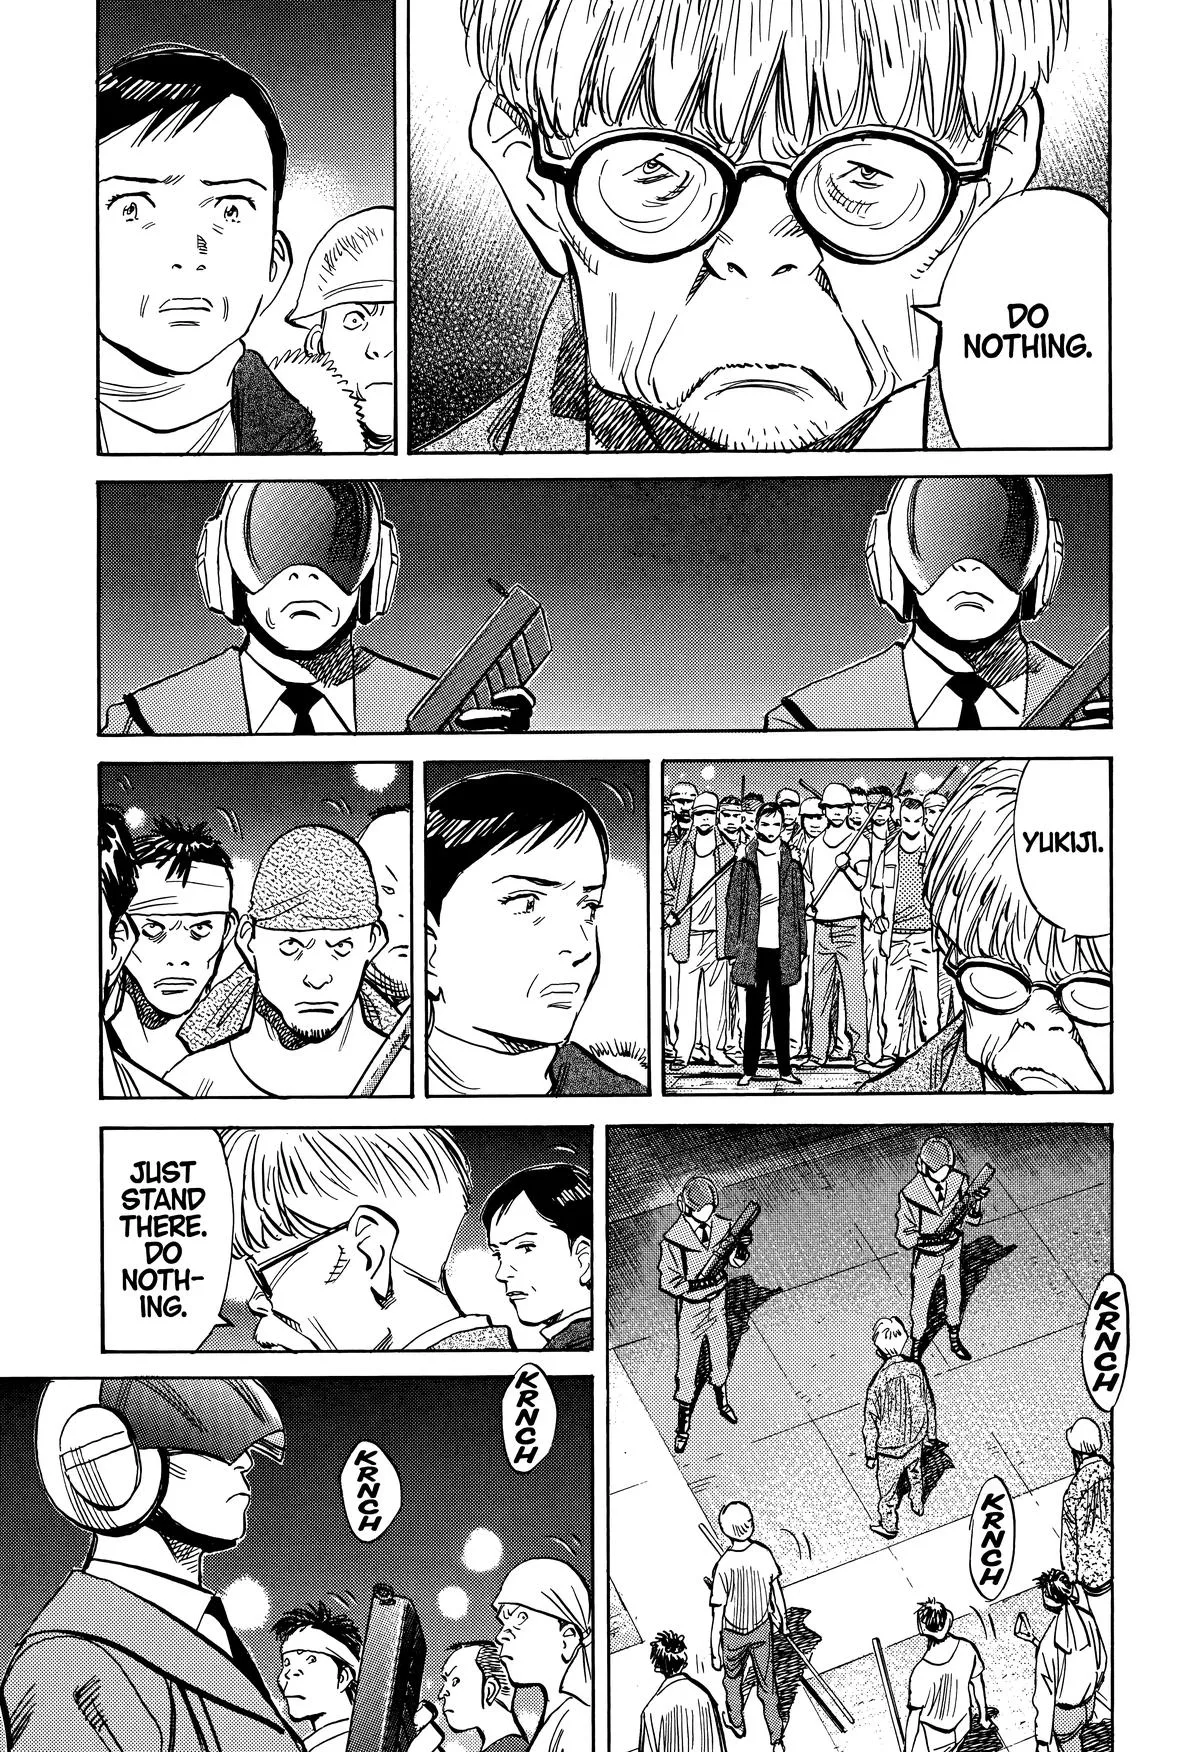 DO
NOTHING.
YUKIJI.
KRNCH
KRNCH
JUST
STAND
THERE.
DO
NOTH-
ING.
KRNCH
KRNCH